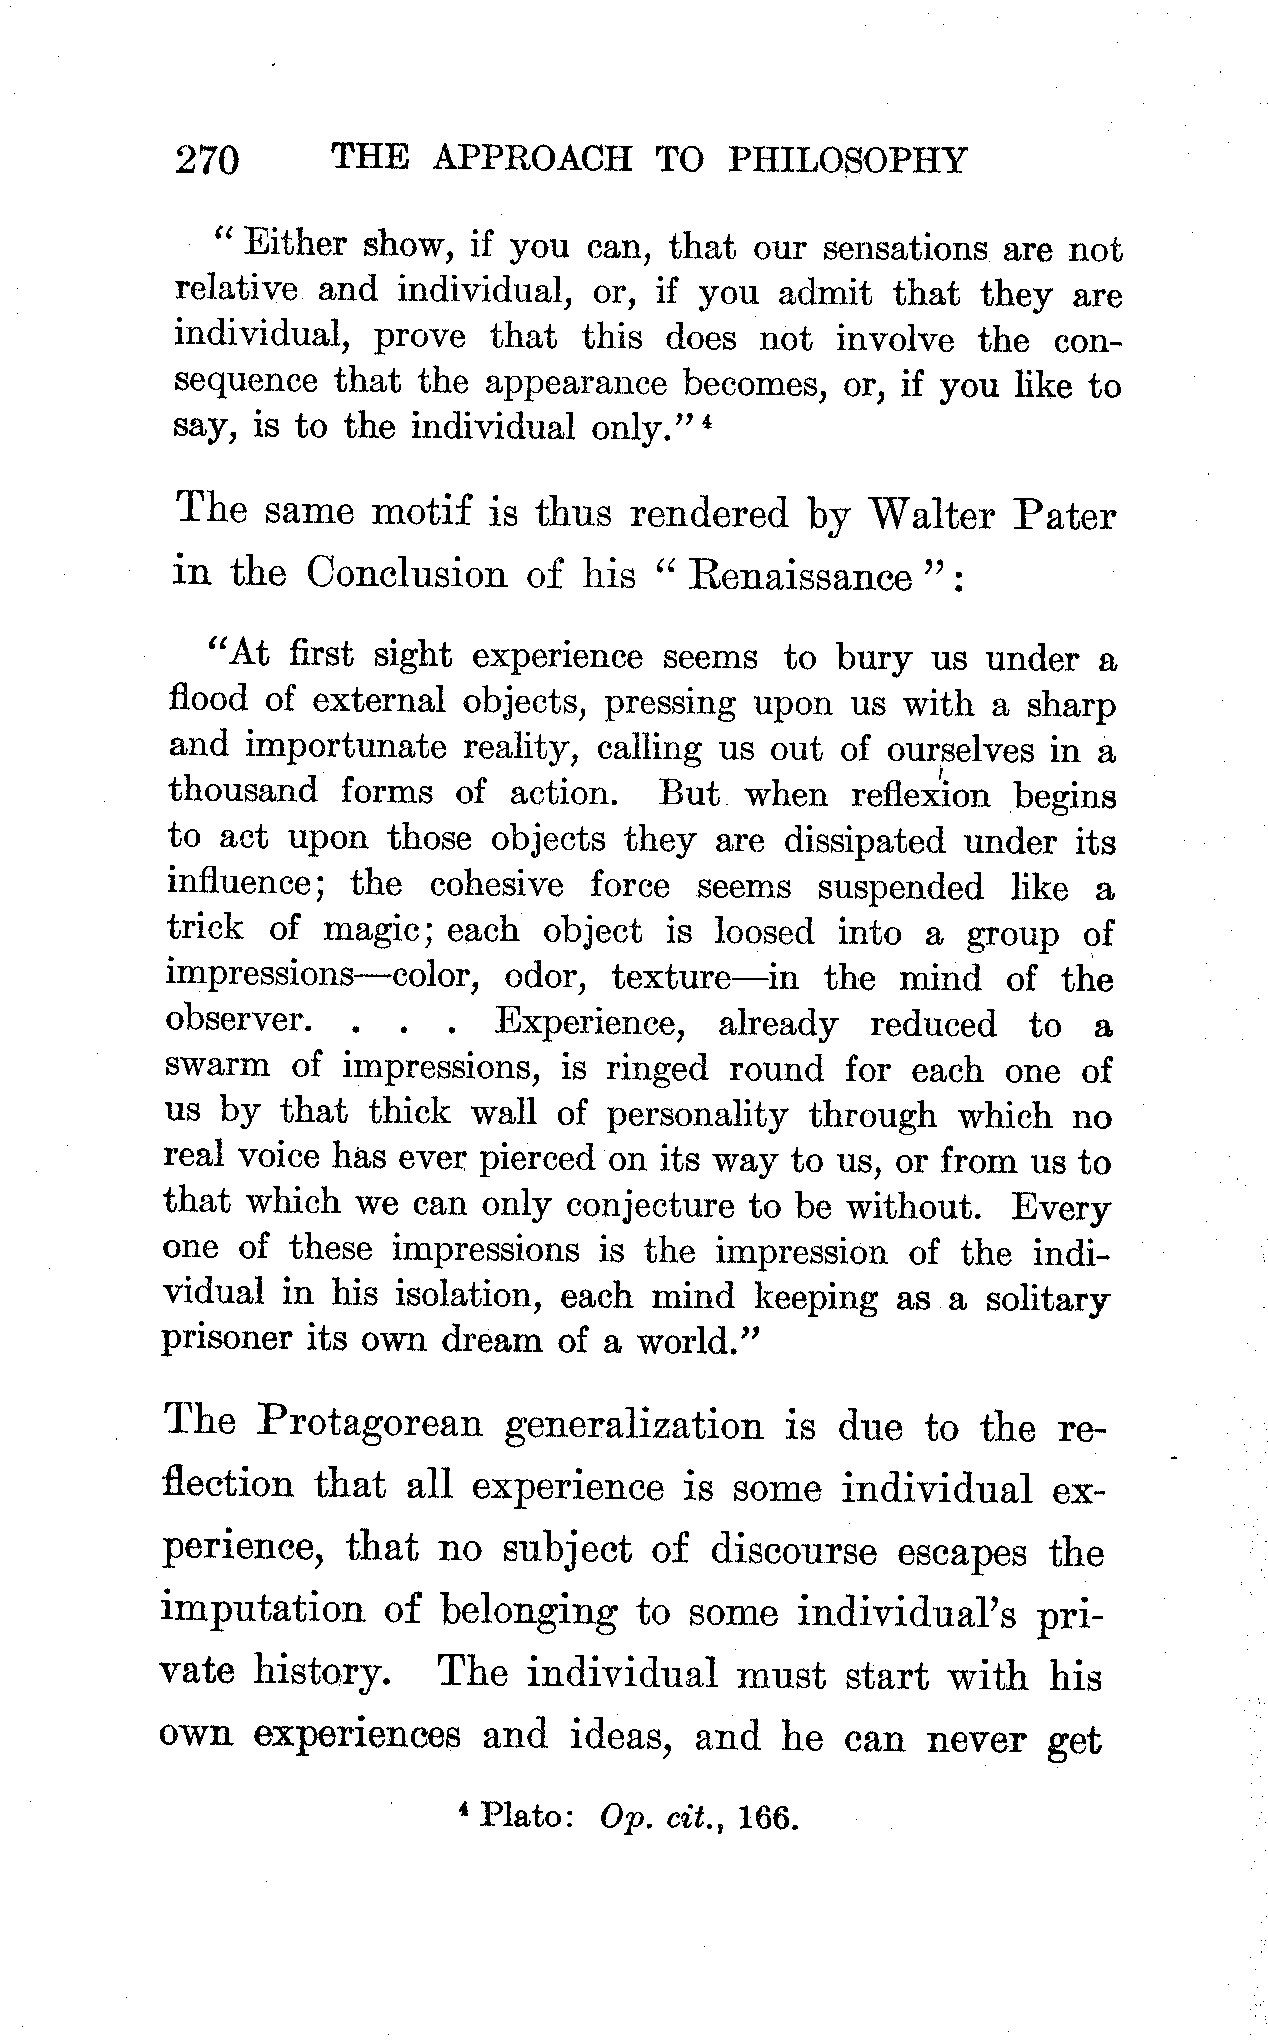 270 THE APPROACH TO PHILOSOPHY
“Either show, if you can, that our sensations are not
relative and individual, or, if you admit that they are
individual, prove that this does not involve the con-
sequence that the appearance becomes, or, if you like to
say, is to the individual only.” 4
The same motif is thus rendered by Walter Pater
in the Conclusion of his “Renaissance”:
“At first sight experience seems to bury us under a
flood of external objects, pressing upon us with a sharp
and importunate reality, calling us out of ourselves in a
thousand forms of action. But when reflexion begins
to act upon those objects they are dissipated under its
influence; the cohesive force seems suspended like a
trick of magic; each object is loosed into a group of
impressions—color, odor, texture—in the mind of the
observer. . . . Experience, already reduced to a
swarm of impressions, is ringed round for each one of
us by that thick wall of personality through which no
real voice has ever pierced on its way to us, or from us to
that which we can only conjecture to be without. Every
one of these impressions is the impression of the indi-
vidual in his isolation, each mind keeping as a solitary
prisoner its own dream of a world.”
The Protagorean generalization is due to the re-
flection that all experience is some individual ex-
perience, that no subject of discourse escapes the
imputation of belonging to some individual's pri-
vate history. The individual must start with his
own experiences and ideas, and he can never get
4 Plato: Op. cit., 166.